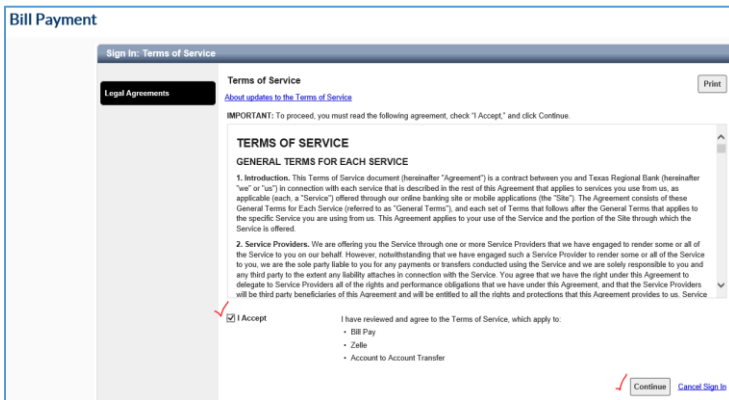 Bill Payment
Sign In: Terms of Service
Legal Agreements
Terms of Service
Print
About updates to the Terms of Service
IMPORTANT: To proceed, you must read the following agreement, check "I Accept," and click Continue.
TERMS OF SERVICE
GENERAL TERMS FOR EACH SERVICE
1. Introduction. This Terms of Service document (hereinafter "Agreement") is a contract between you and Texas Regional Bank (hereinafter
"we" or "us") in connection with each service that is described in the rest of this Agreement that applies to services you use from us, as
applicable (each, a "Service") offered through our online banking site or mobile applications (the "Site"). The Agreement consists of these
General Terms for Each Service (referred to as "General Terms"), and each set of Terms that follows after the General Terms that applies to
the specific Service you are using from us. This Agreement applies to your use of the Service and the portion of the Site through which the
Service is offered.
2. Service Providers. We are offering you the Service through one or more Service Providers that we have engaged to render some or all of
the Service to you on our behalf. However, notwithstanding that we have engaged such a Service Provider to render some or all of the Service
to you, we are the sole party liable to you for any payments or transfers conducted using the Service and we are solely responsible to you and
any third party to the extent any liability attaches in connection with the Service. You agree that we have the right under this Agreement to
delegate to Service Providers all of the rights and performance obligations that we have under this Agreement, and that the Service Providers
will be third party beneficiaries of this Agreement and will be entitled to all the rights and protections that this Agreement provides to us. Service
I Accept
I have reviewed and agree to the Terms of Service, which apply to:
• Bill Pay
• Zelle
• Account to Account Transfer
Continue
Cancel Sign In